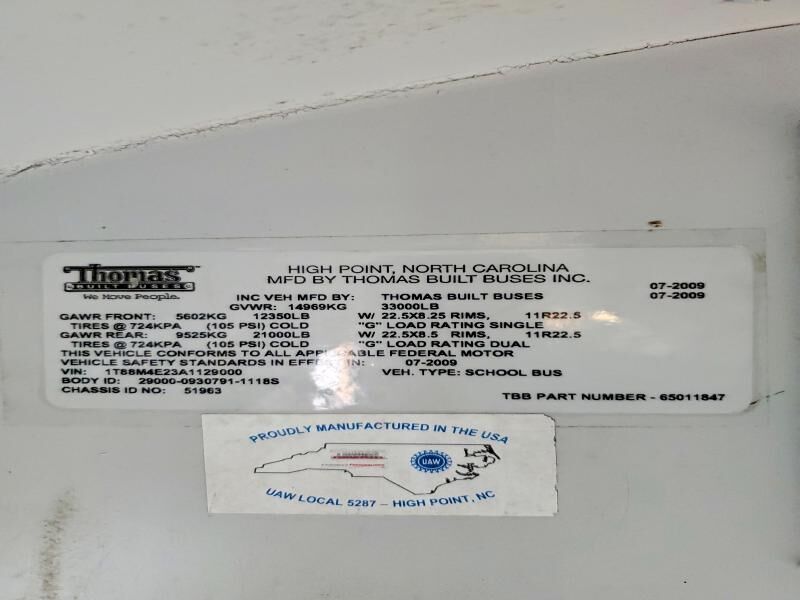 Thomas
BUILT BUSES
We Move People.
HIGH POINT, NORTH CAROLINA
MFD BY THOMAS BUILT BUSES INC.
07-2009
INC VEH MFD BY: THOMAS BUILT BUSES 07-2009
GVWR: 14969KG 33000LB
GAWR FRONT: 5602KG 12350LB W/ 22.5X8.25 RIMS, 11R22.5
TIRES @ 724KPA (105 PSI) COLD "G" LOAD RATING SINGLE
GAWR REAR: 9525KG 21000LB W/ 22.5X8.5 RIMS, 11R22.5
TIRES @ 724KPA (105 PSI) COLD "G" LOAD RATING DUAL
THIS VEHICLE CONFORMS TO ALL APPLICABLE FEDERAL MOTOR
VEHICLE SAFETY STANDARDS IN EFFECT IN: 07-2009
VIN: 1T88M4E23A1129000 VEH. TYPE: SCHOOL BUS
BODY ID: 29000-0930791-1118S
CHASSIS ID NO: 51963 TBB PART NUMBER - 65011847
PROUDLY MANUFACTURED IN THE USA
UAW
UAW LOCAL 5287 – HIGH POINT, NC